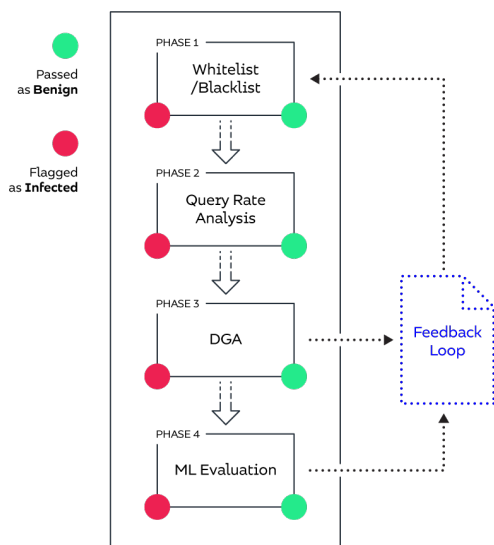 Passed
as Benign
Flagged
as Infected
PHASE 1
Whitelist
/Blacklist
PHASE 2
Query Rate
Analysis
PHASE 3
DGA
PHASE 4
ML Evaluation
Feedback
Loop